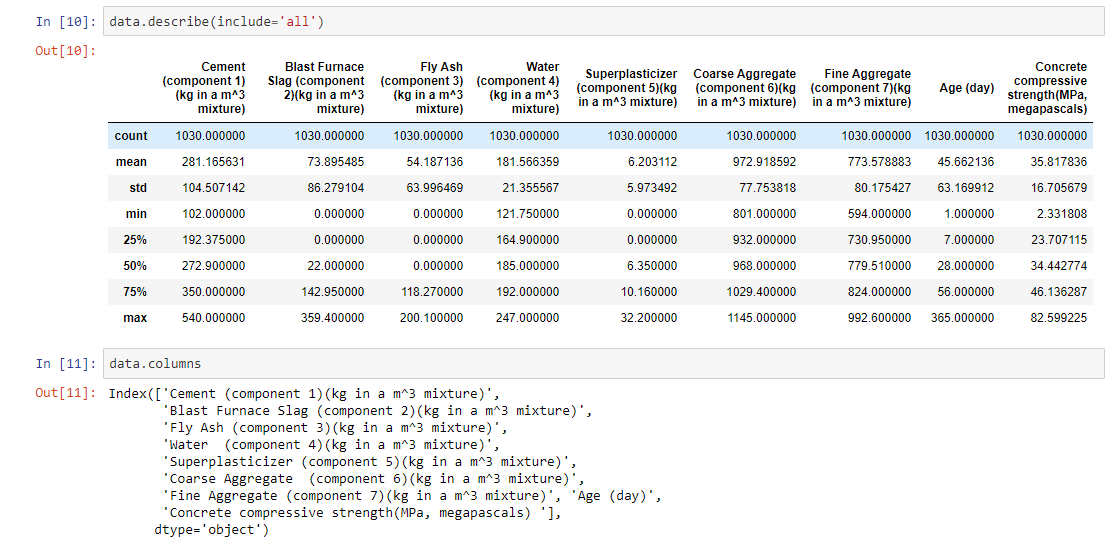 In [10]: data.describe(include='all')
Out[10]:
Cement (component 1) (kg in a m^3 mixture) Blast Furnace Slag (component 2)(kg in a m^3 mixture) Fly Ash (component 3) (kg in a m^3 mixture) Water (component 4) (kg in a m^3 mixture) Superplasticizer (component 5)(kg in a m^3 mixture) Coarse Aggregate (component 6)(kg in a m^3 mixture) Fine Aggregate (component 7)(kg in a m^3 mixture) Age (day) Concrete compressive strength(MPa, megapascals)
count 1030.000000 1030.000000 1030.000000 1030.000000 1030.000000 1030.000000 1030.000000 1030.000000 1030.000000
mean 281.165631 73.895485 54.187136 181.566359 6.203112 972.918592 773.578883 45.662136 35.817836
std 104.507142 86.279104 63.996469 21.355567 5.973492 77.753818 80.175427 63.169912 16.705679
min 102.000000 0.000000 0.000000 121.750000 0.000000 801.000000 594.000000 1.000000 2.331808
25% 192.375000 0.000000 0.000000 164.900000 0.000000 932.000000 730.950000 7.000000 23.707115
50% 272.900000 22.000000 0.000000 185.000000 6.350000 968.000000 779.510000 28.000000 34.442774
75% 350.000000 142.950000 118.270000 192.000000 10.160000 1029.400000 824.000000 56.000000 46.136287
max 540.000000 359.400000 200.100000 247.000000 32.200000 1145.000000 992.600000 365.000000 82.599225
In [11]: data.columns
Out[11]: Index(['Cement (component 1)(kg in a m^3 mixture)',
'Blast Furnace Slag (component 2)(kg in a m^3 mixture)',
'Fly Ash (component 3)(kg in a m^3 mixture)',
'Water  (component 4)(kg in a m^3 mixture)',
'Superplasticizer (component 5)(kg in a m^3 mixture)',
'Coarse Aggregate  (component 6)(kg in a m^3 mixture)',
'Fine Aggregate (component 7)(kg in a m^3 mixture)', 'Age (day)',
'Concrete compressive strength(MPa, megapascals) '],
dtype='object')